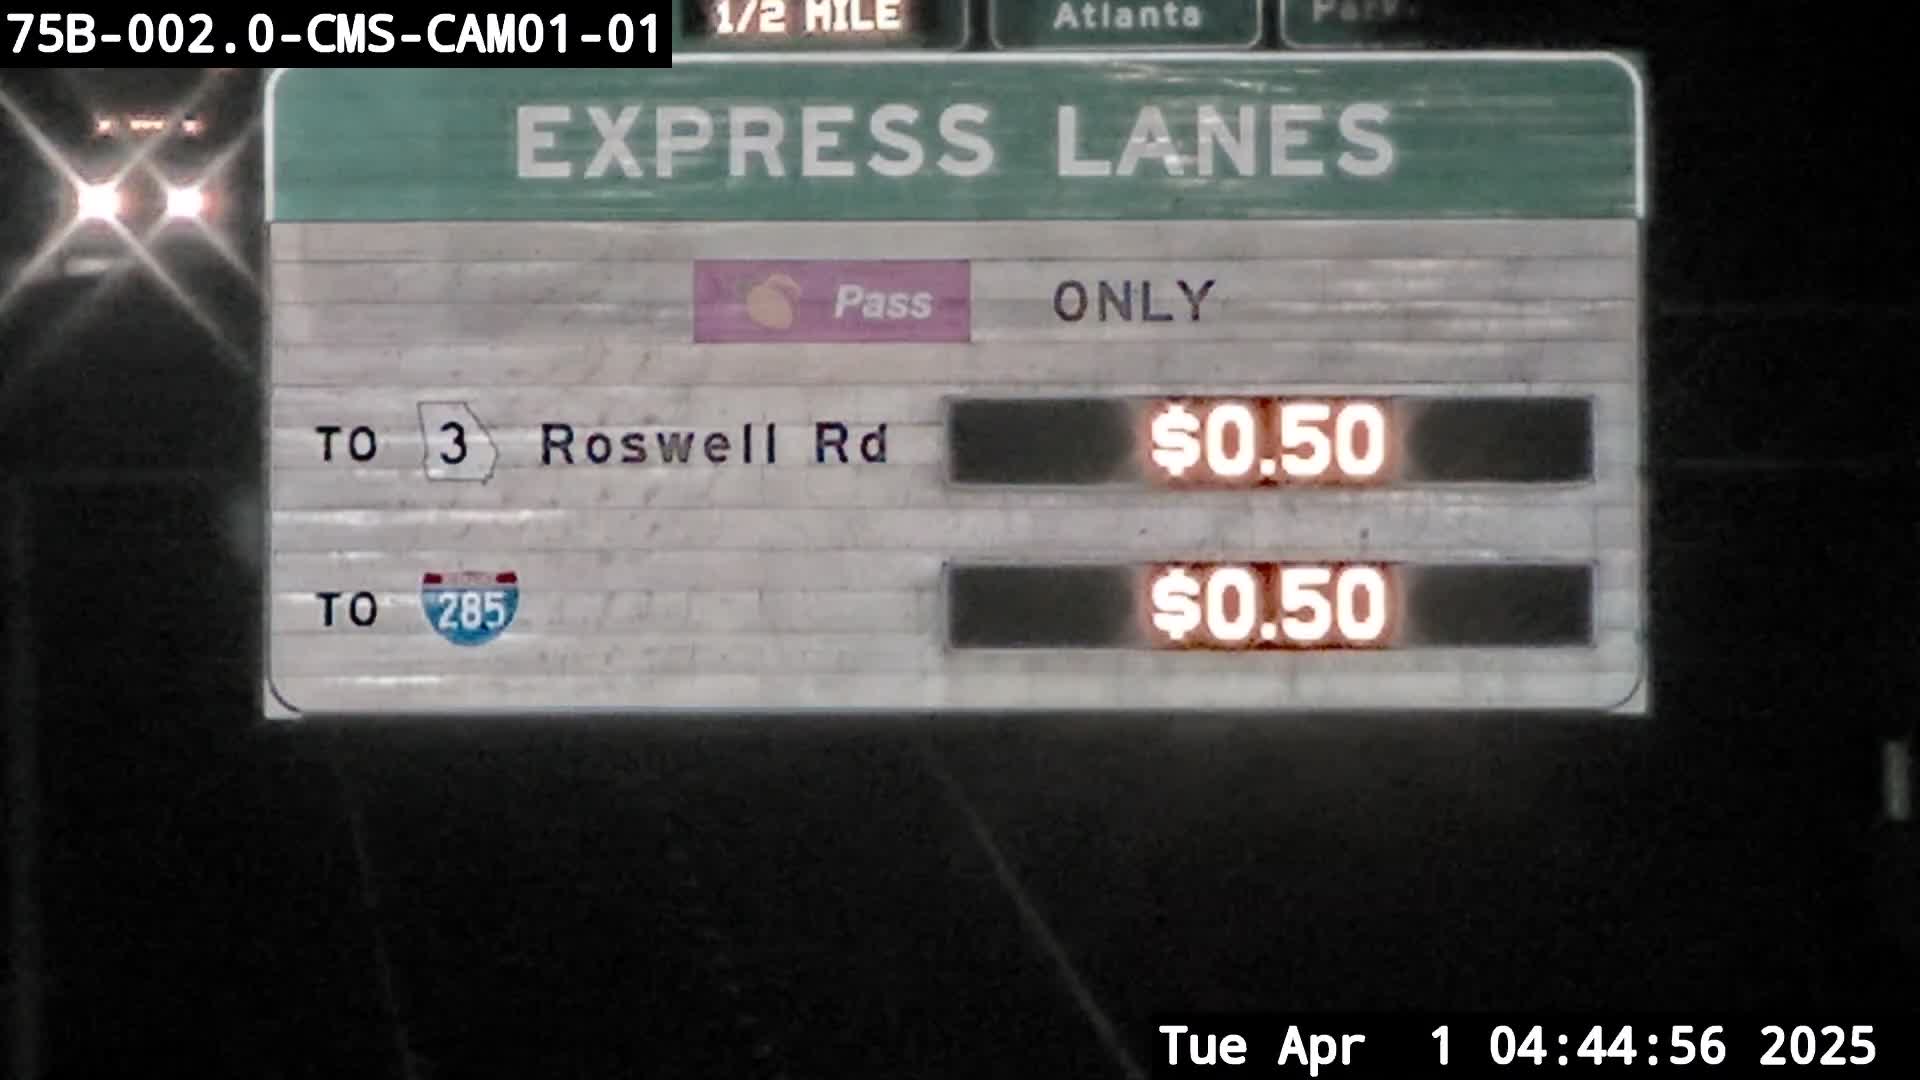 75B-002.0-CMS-CAM01-01
1/2 MILE
Atlanta
EXPRESS LANES
Pass ONLY
TO 3 Roswell Rd $0.50
TO 285 $0.50
Tue Apr 1 04:44:56 2025